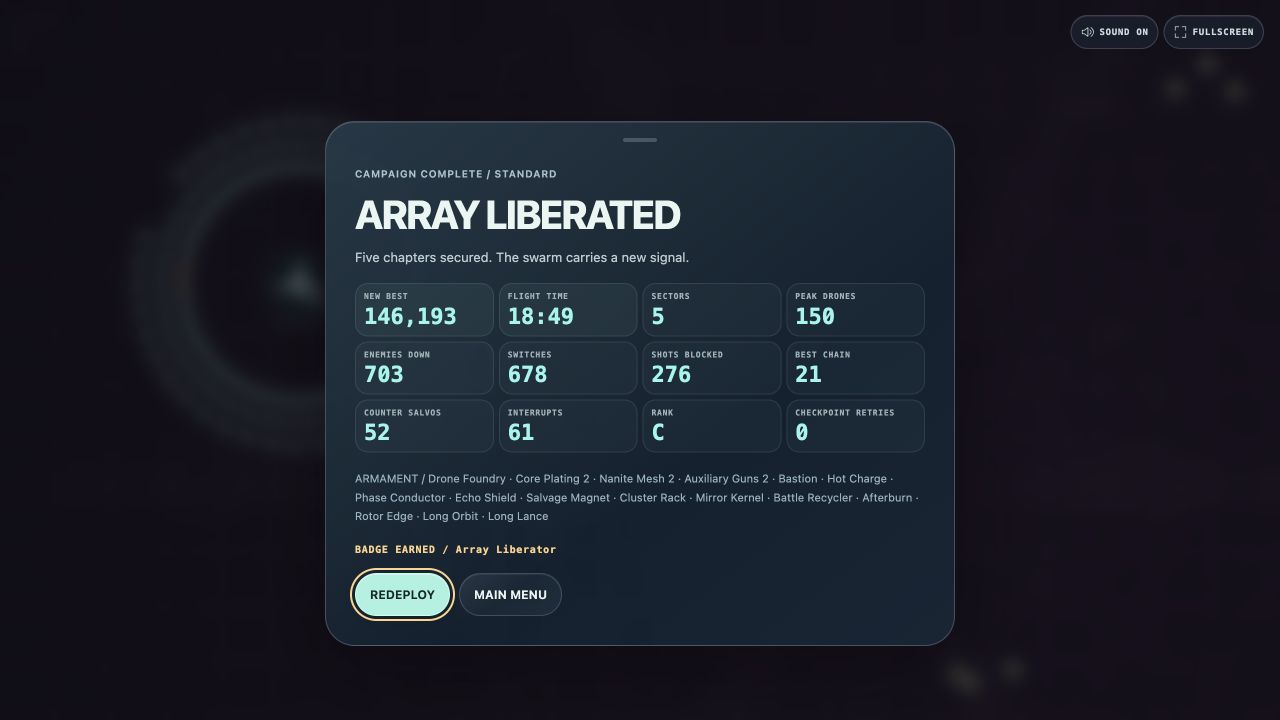 SOUND ON
FULLSCREEN
CAMPAIGN COMPLETE / STANDARD
ARRAY LIBERATED
Five chapters secured. The swarm carries a new signal.
NEW BEST
146,193
FLIGHT TIME
18:49
SECTORS
5
PEAK DRONES
150
ENEMIES DOWN
703
SWITCHES
678
SHOTS BLOCKED
276
BEST CHAIN
21
COUNTER SALVOS
52
INTERRUPTS
61
RANK
C
CHECKPOINT RETRIES
0
ARMAMENT / Drone Foundry · Core Plating 2 · Nanite Mesh 2 · Auxiliary Guns 2 · Bastion · Hot Charge ·
Phase Conductor · Echo Shield · Salvage Magnet · Cluster Rack · Mirror Kernel · Battle Recycler · Afterburn ·
Rotor Edge · Long Orbit · Long Lance
BADGE EARNED / Array Liberator
REDEPLOY
MAIN MENU